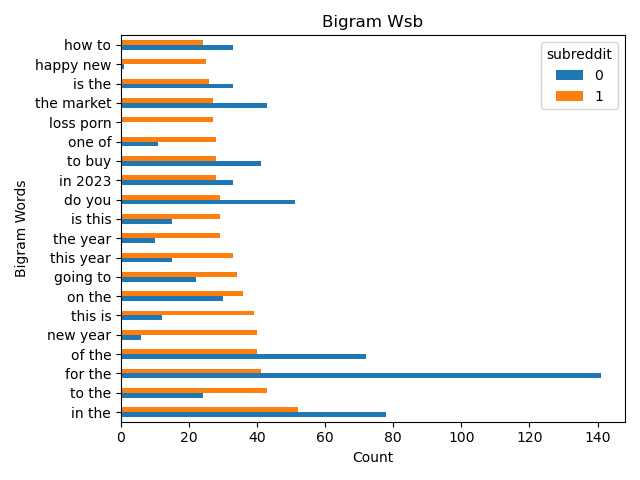 Bigram Wsb
how to
happy new
is the
the market
loss porn
one of
to buy
in 2023
do you
is this
the year
this year
going to
on the
this is
new year
of the
for the
to the
in the
Bigram Words
subreddit
0
1
0 20 40 60 80 100 120 140
Count